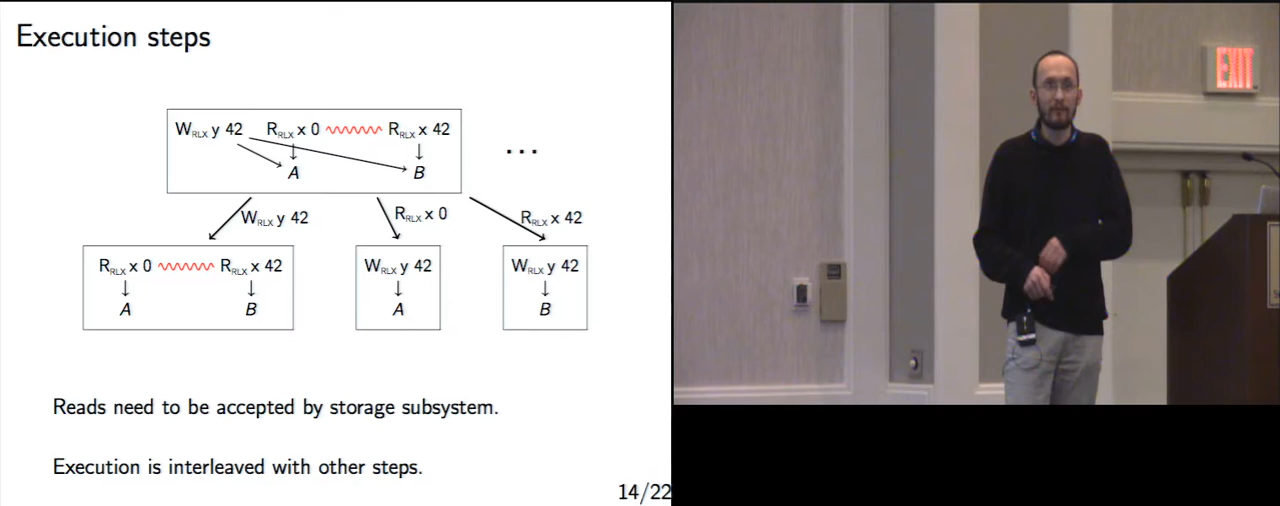 Execution steps
W_RLX y 42 R_RLX x 0 R_RLX x 42
A B
...
W_RLX y 42 R_RLX x 0 R_RLX x 42
R_RLX x 0 R_RLX x 42 W_RLX y 42 W_RLX y 42
A B A B
Reads need to be accepted by storage subsystem.
Execution is interleaved with other steps.
14/22
EXIT